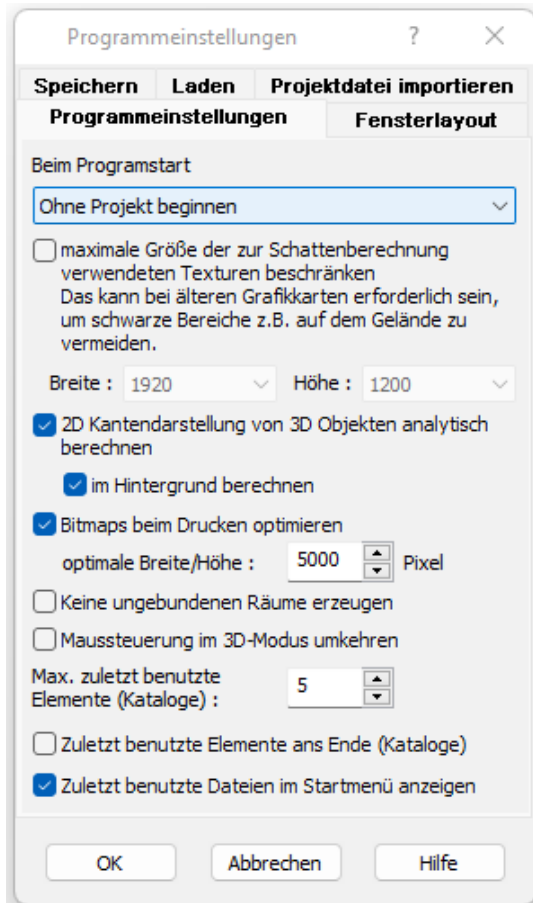 Programmeinstellungen ?
Speichern Laden Projektdatei importieren
Programmeinstellungen Fensterlayout
Beim Programstart
Ohne Projekt beginnen
maximale Größe der zur Schattenberechnung
verwendeten Texturen beschränken
Das kann bei älteren Grafikkarten erforderlich sein,
um schwarze Bereiche z.B. auf dem Gelände zu
vermeiden.
Breite : 1920 Höhe : 1200
2D Kantendarstellung von 3D Objekten analytisch
berechnen
im Hintergrund berechnen
Bitmaps beim Drucken optimieren
optimale Breite/Höhe : 5000 Pixel
Keine ungebundenen Räume erzeugen
Maussteuerung im 3D-Modus umkehren
Max. zuletzt benutzte
Elemente (Kataloge) : 5
Zuletzt benutzte Elemente ans Ende (Kataloge)
Zuletzt benutzte Dateien im Startmenü anzeigen
OK Abbrechen Hilfe